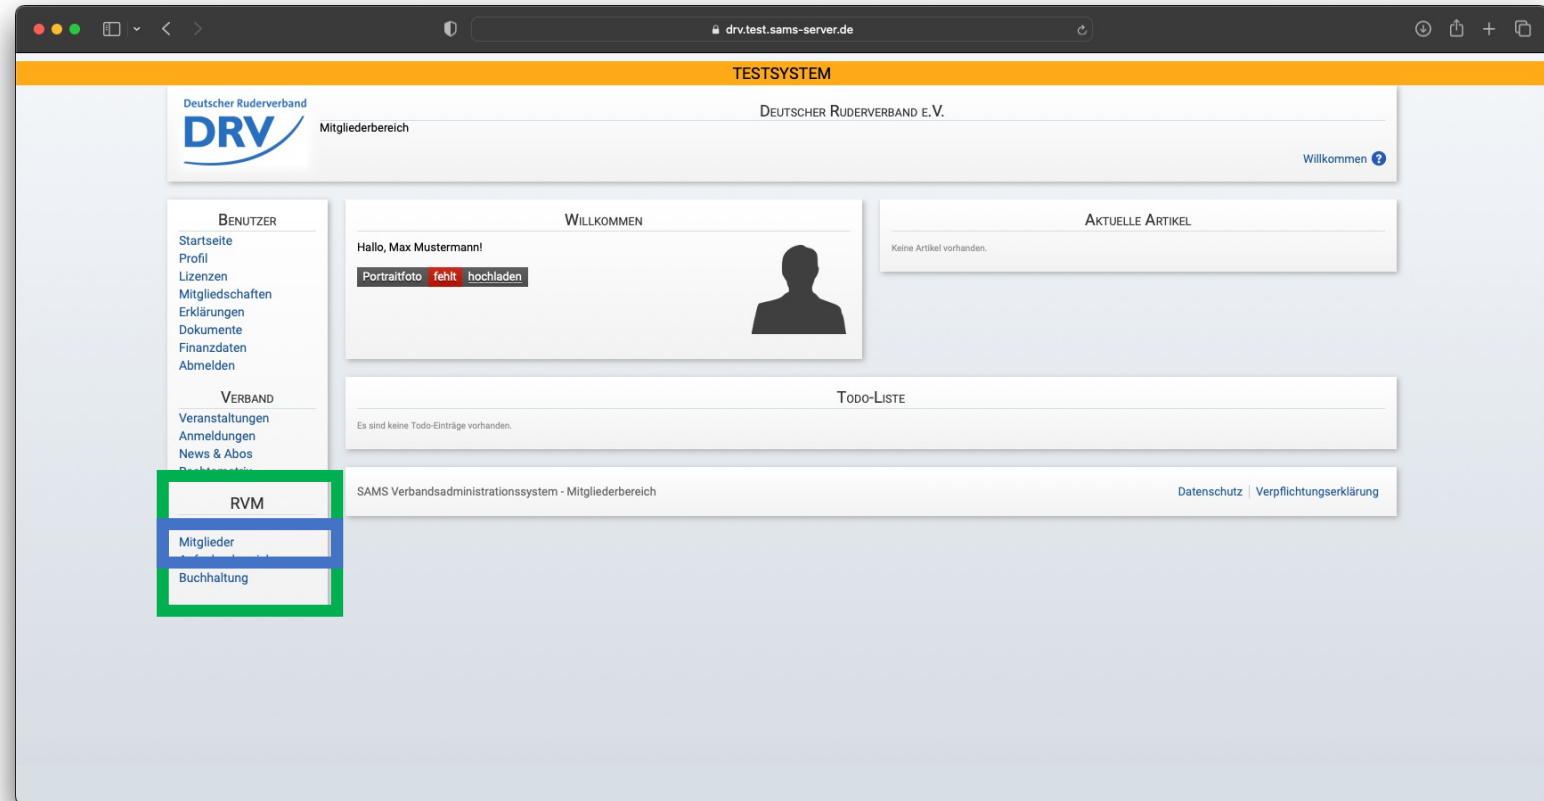 drv.test.sams-server.de
TESTSYSTEM
Deutscher Ruderverband
DRV
Mitgliederbereich
Deutscher Ruderverband e.V.
Willkommen ?
Benutzer
Startseite
Profil
Lizenzen
Mitgliedschaften
Erklärungen
Dokumente
Finanzdaten
Abmelden
Verband
Veranstaltungen
Anmeldungen
News & Abos
RVM
Mitglieder
Buchhaltung
Willkommen
Hallo, Max Mustermann!
Portraitfoto fehlt hochladen
Aktuelle Artikel
Keine Artikel vorhanden.
Todo-Liste
Es sind keine Todo-Einträge vorhanden.
SAMS Verbandsadministrationssystem - Mitgliederbereich
Datenschutz | Verpflichtungserklärung